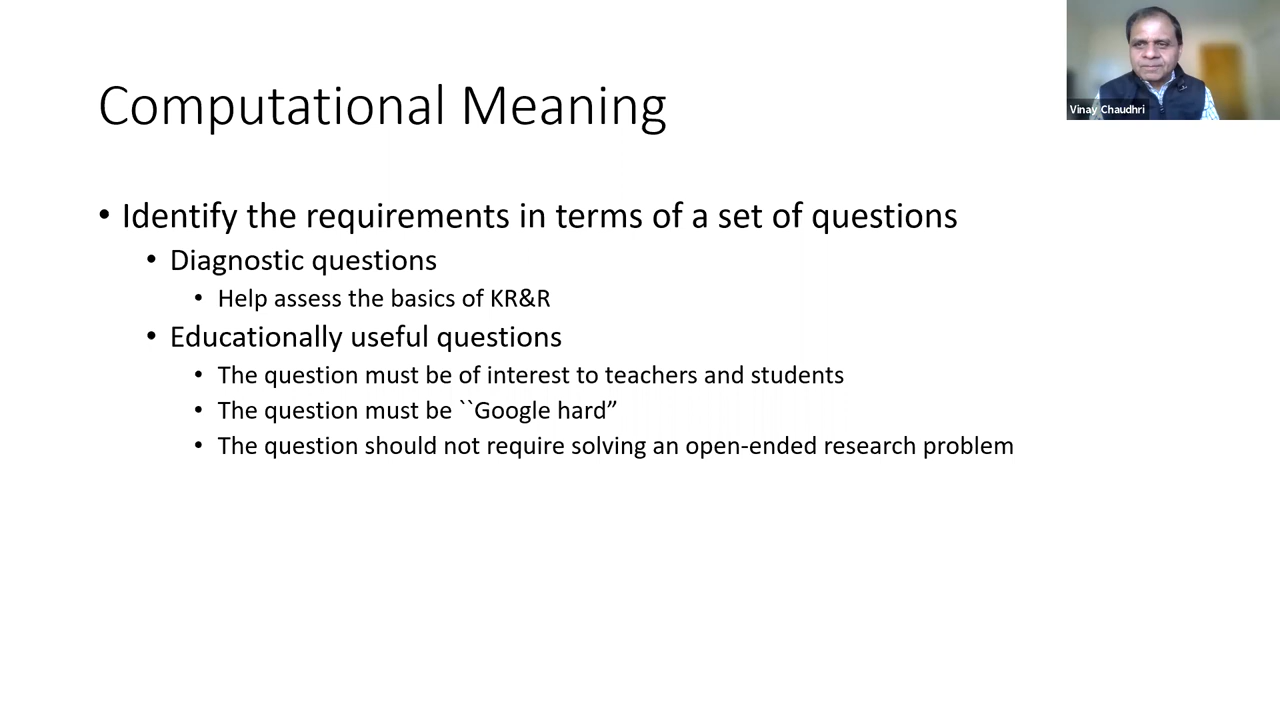 Computational Meaning
Vinay Chaudhri
• Identify the requirements in terms of a set of questions
• Diagnostic questions
• Help assess the basics of KR&R
• Educationally useful questions
• The question must be of interest to teachers and students
• The question must be ``Google hard”
• The question should not require solving an open-ended research problem